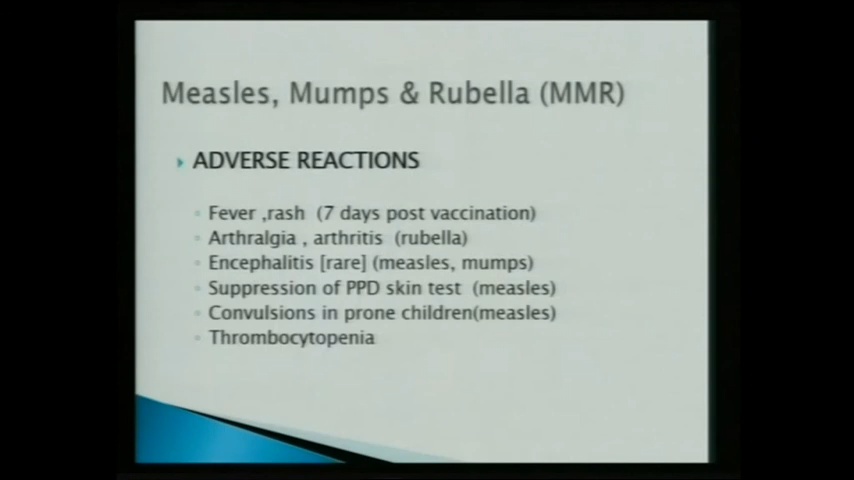 Measles, Mumps & Rubella (MMR)
ADVERSE REACTIONS
Fever ,rash (7 days post vaccination)
Arthralgia , arthritis (rubella)
Encephalitis [rare] (measles, mumps)
Suppression of PPD skin test (measles)
Convulsions in prone children(measles)
Thrombocytopenia